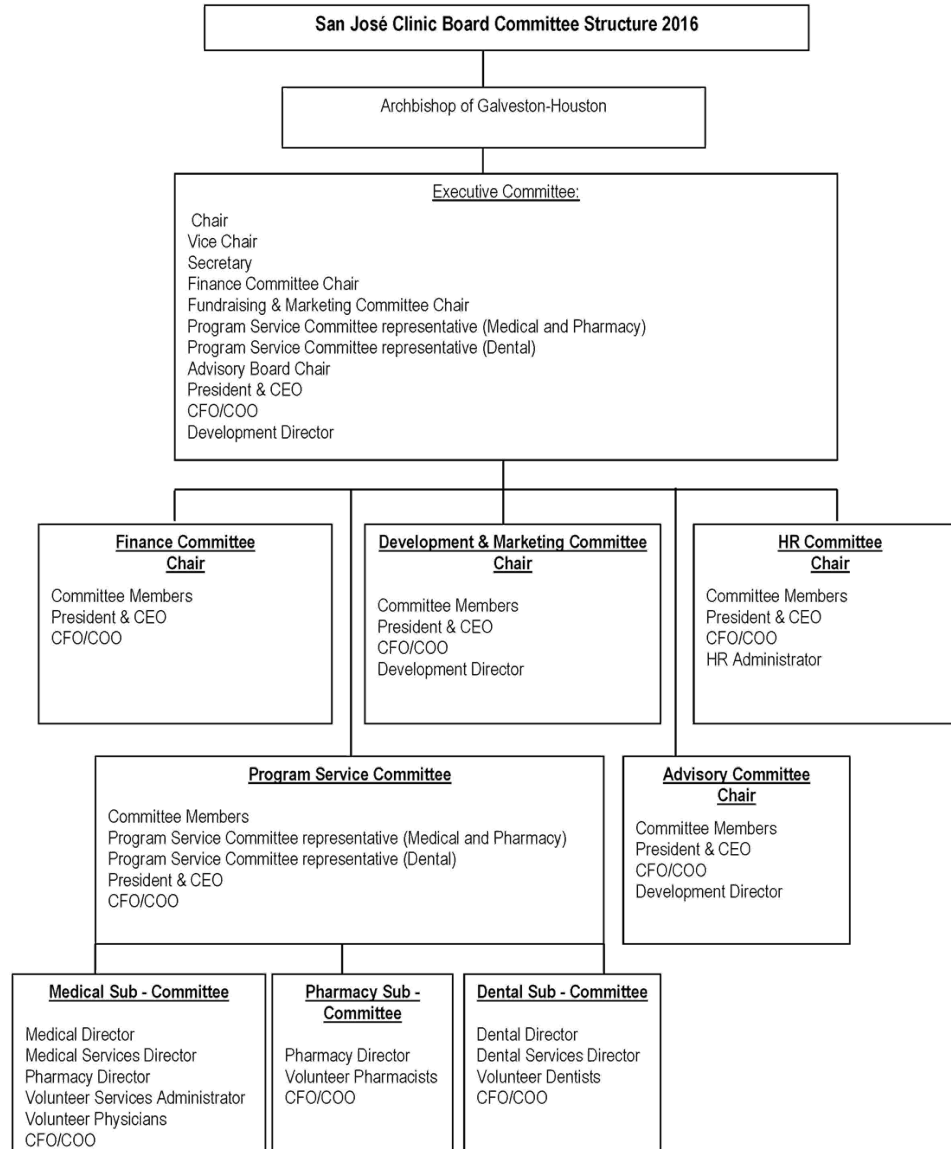 San José Clinic Board Committee Structure 2016
Archbishop of Galveston-Houston
Executive Committee:
Chair
Vice Chair
Secretary
Finance Committee Chair
Fundraising & Marketing Committee Chair
Program Service Committee representative (Medical and Pharmacy)
Program Service Committee representative (Dental)
Advisory Board Chair
President & CEO
CFO/COO
Development Director
Finance Committee
Chair
Committee Members
President & CEO
CFO/COO
Development & Marketing Committee
Chair
Committee Members
President & CEO
CFO/COO
Development Director
HR Committee
Chair
Committee Members
President & CEO
CFO/COO
HR Administrator
Program Service Committee
Committee Members
Program Service Committee representative (Medical and Pharmacy)
Program Service Committee representative (Dental)
President & CEO
CFO/COO
Advisory Committee
Chair
Committee Members
President & CEO
CFO/COO
Development Director
Medical Sub - Committee
Medical Director
Medical Services Director
Pharmacy Director
Volunteer Services Administrator
Volunteer Physicians
CFO/COO
Pharmacy Sub -
Committee
Pharmacy Director
Volunteer Pharmacists
CFO/COO
Dental Sub - Committee
Dental Director
Dental Services Director
Volunteer Dentists
CFO/COO